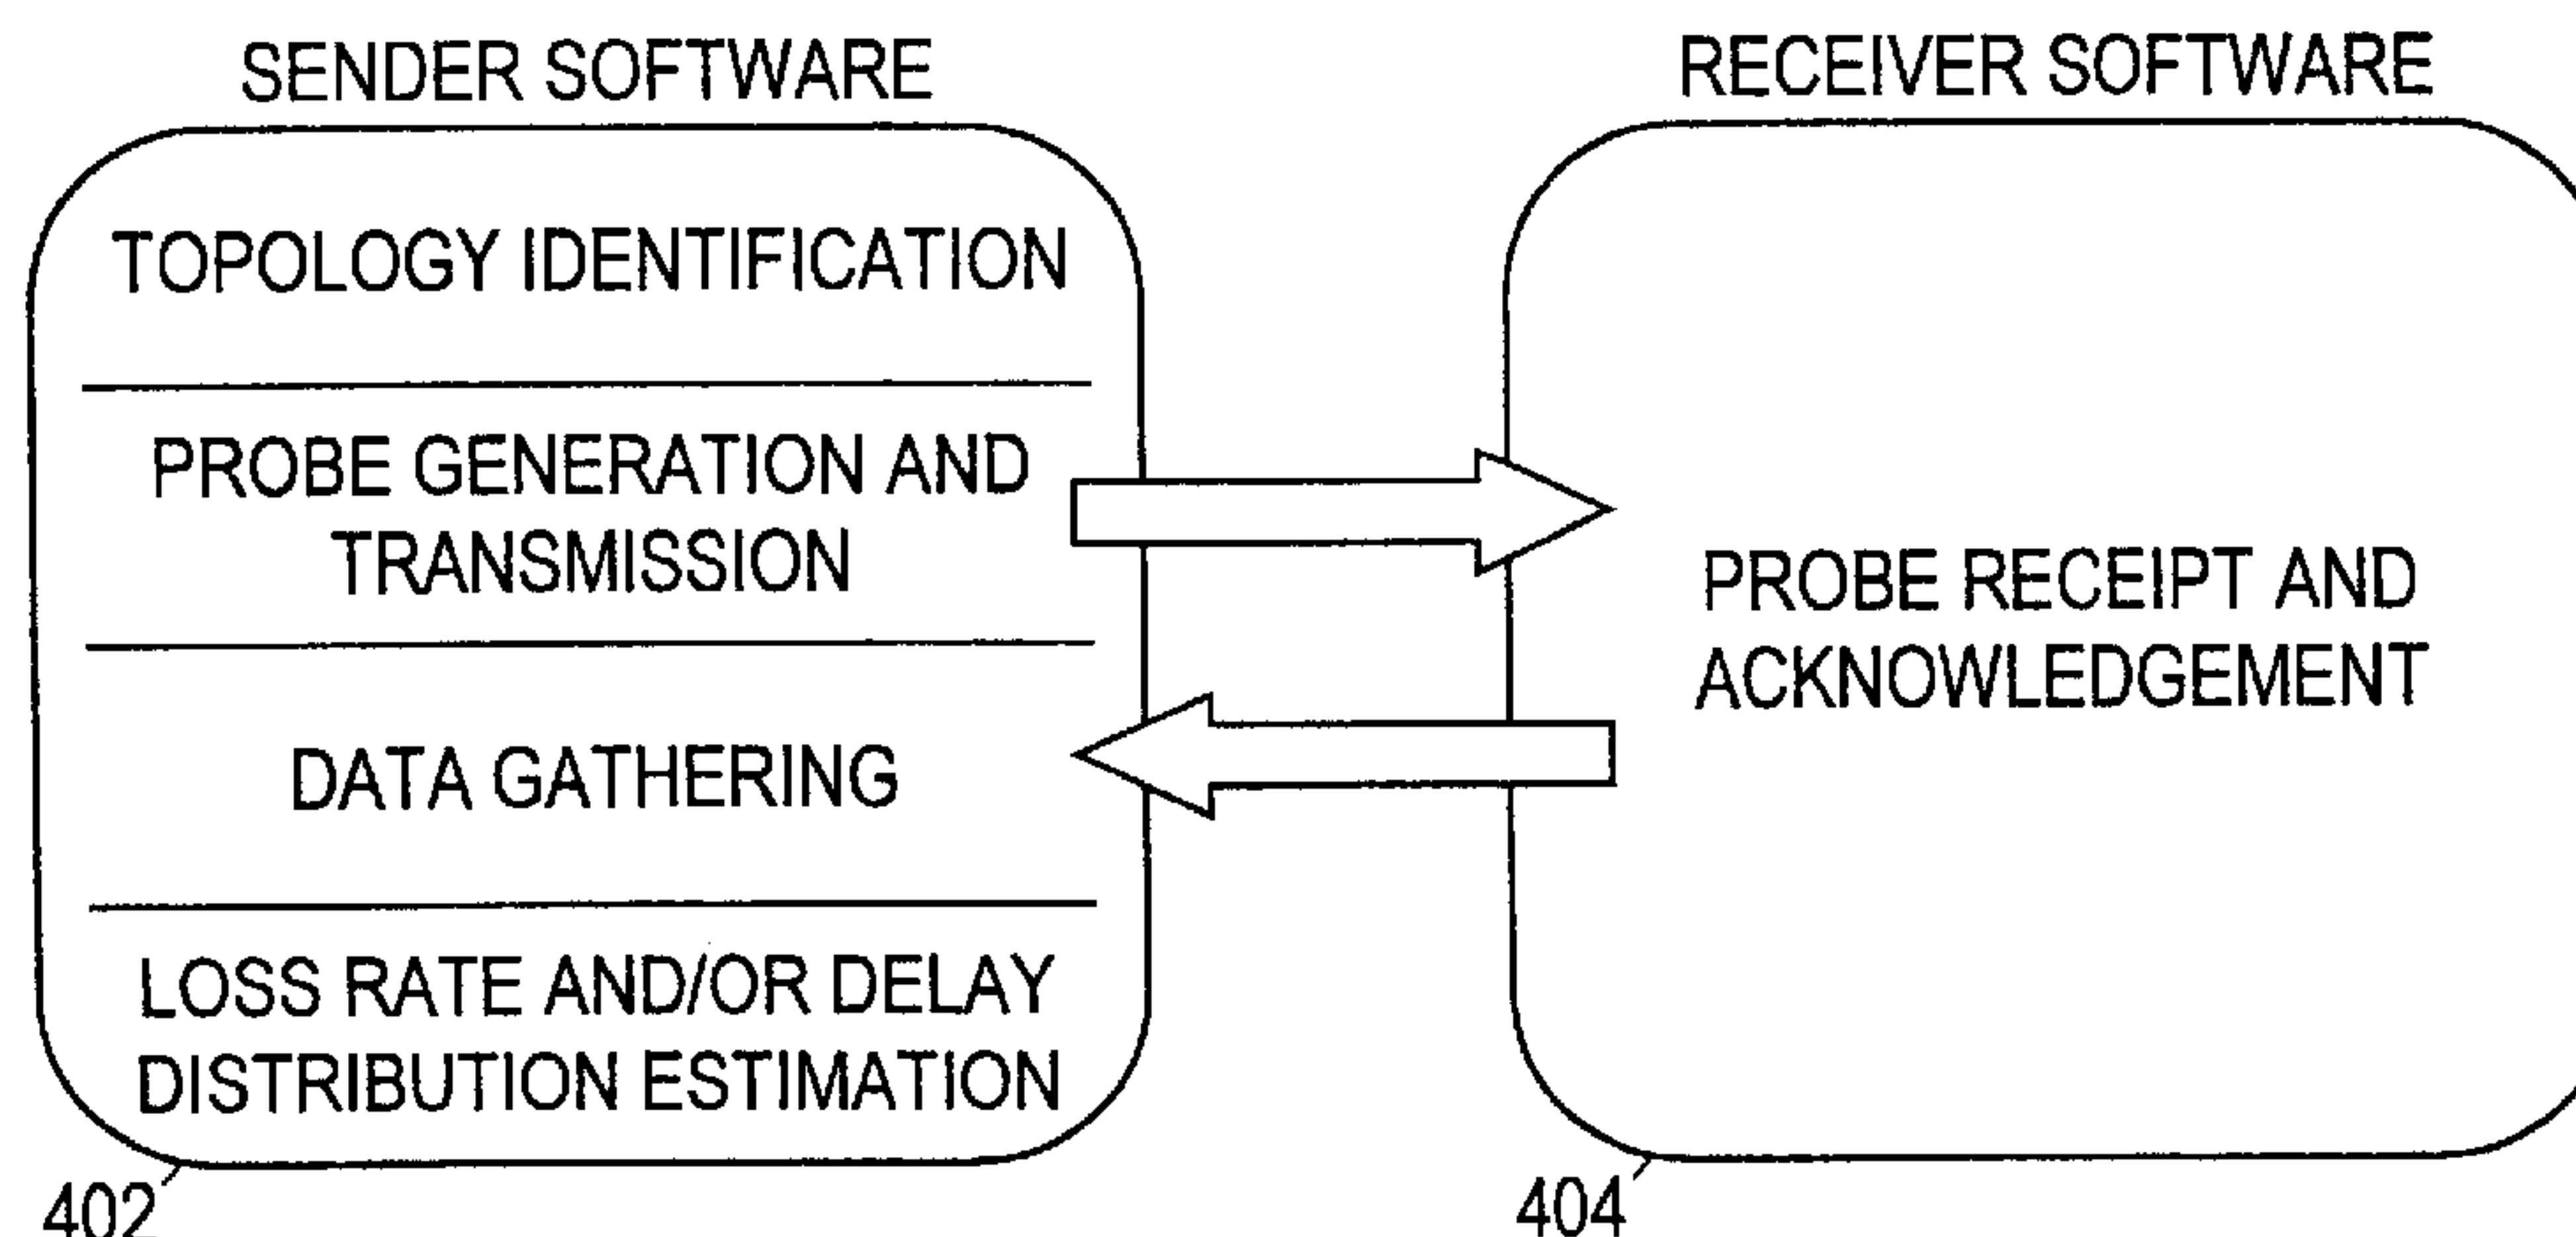 SENDER SOFTWARE
TOPOLOGY IDENTIFICATION
PROBE GENERATION AND
TRANSMISSION
DATA GATHERING
LOSS RATE AND/OR DELAY
DISTRIBUTION ESTIMATION
402
RECEIVER SOFTWARE
PROBE RECEIPT AND
ACKNOWLEDGEMENT
404